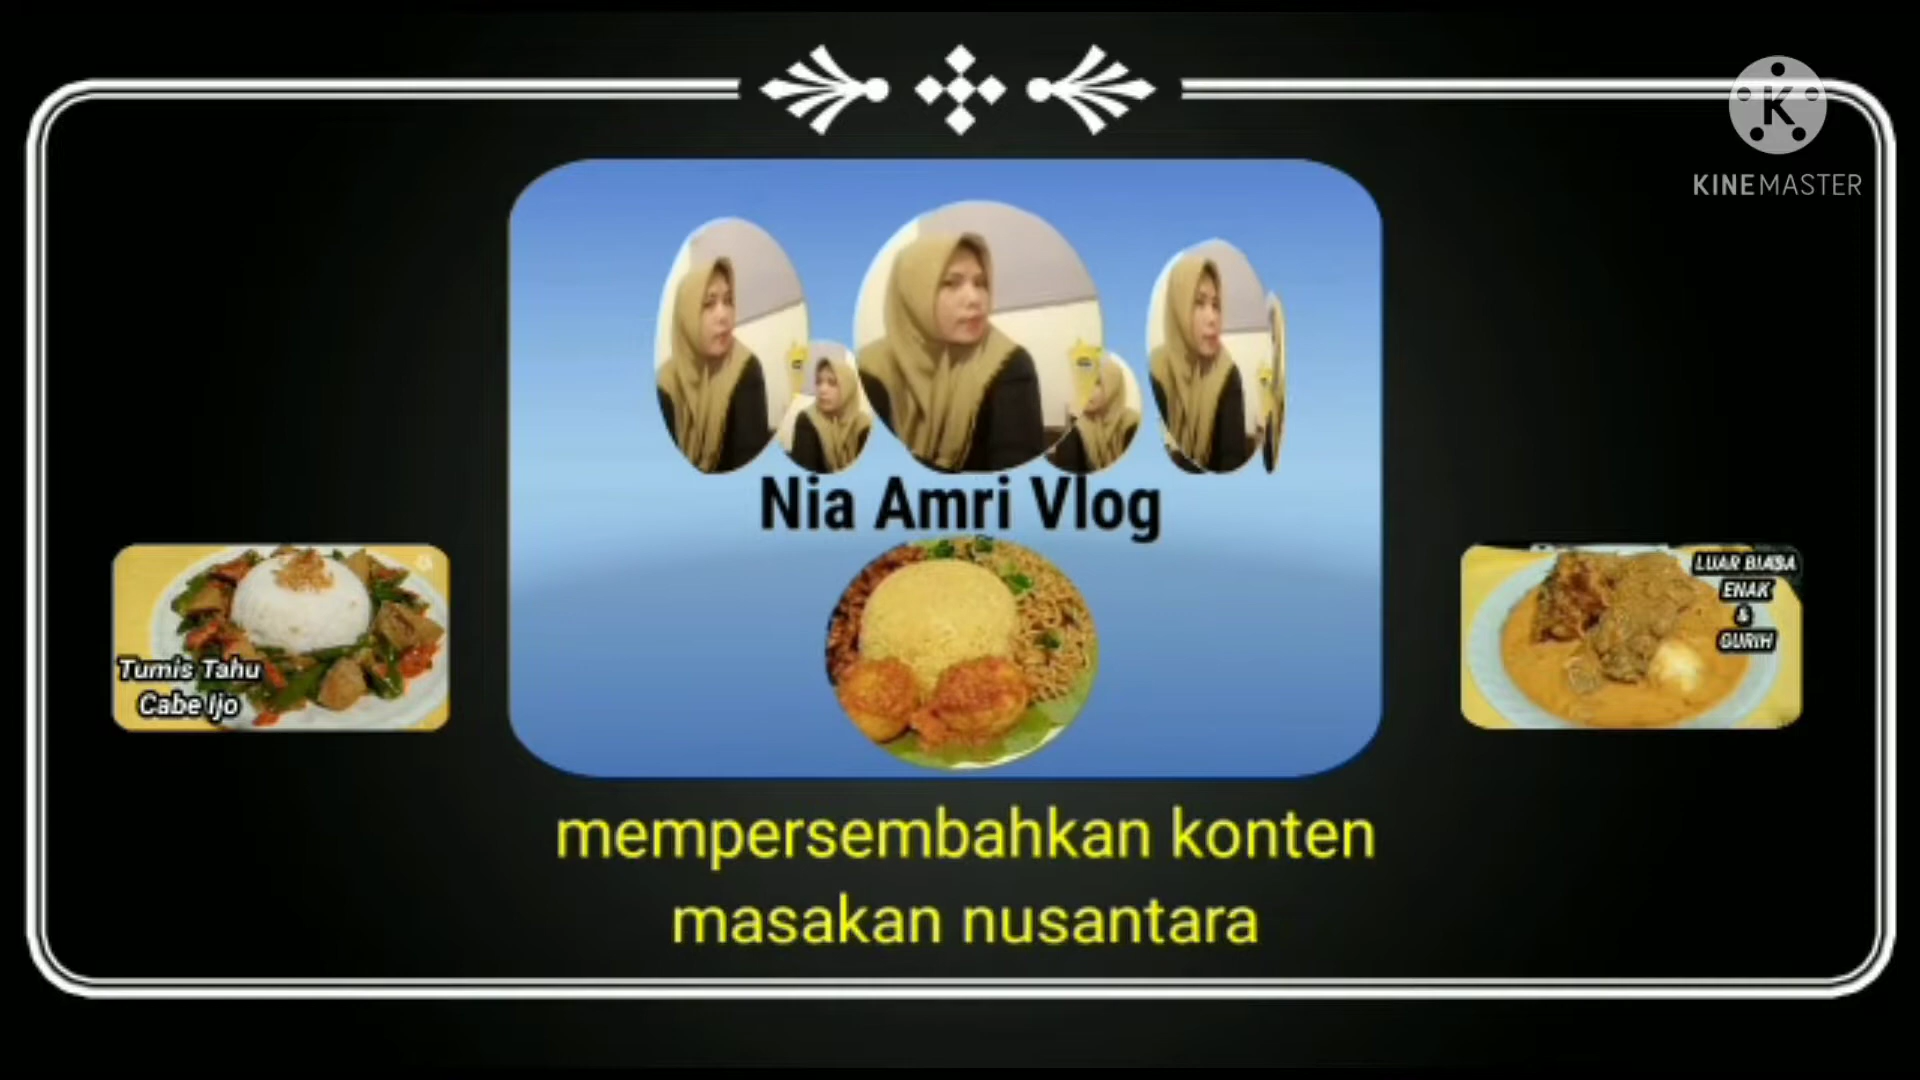 KINEMASTER
Nia Amri Vlog
Tumis Tahu
Cabe Ijo
LUAR BIASA
ENAK
&
GURIH
mempersembahkan konten
masakan nusantara